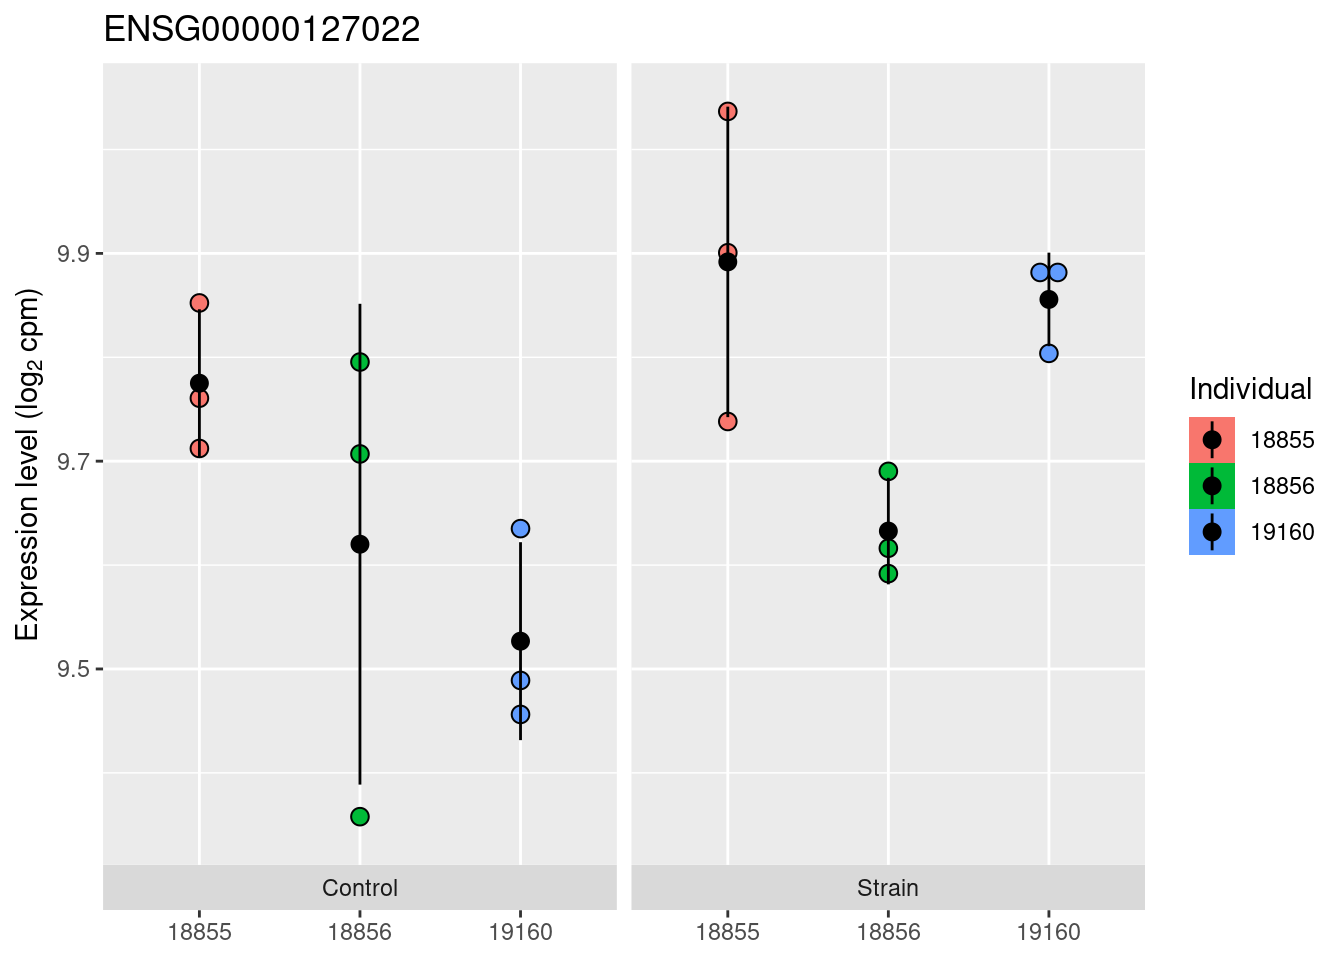 ENSG00000127022
Expression level (log₂ cpm)
9.9
9.7
9.5
Control
Strain
18855
18856
19160
18855
18856
19160
Individual
18855
18856
19160